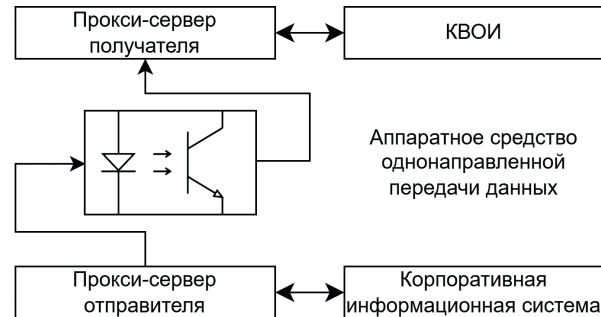 Прокси-сервер
получателя
КВОИ
Аппаратное средство
однонаправленной
передачи данных
Прокси-сервер
отправителя
Корпоративная
информационная система